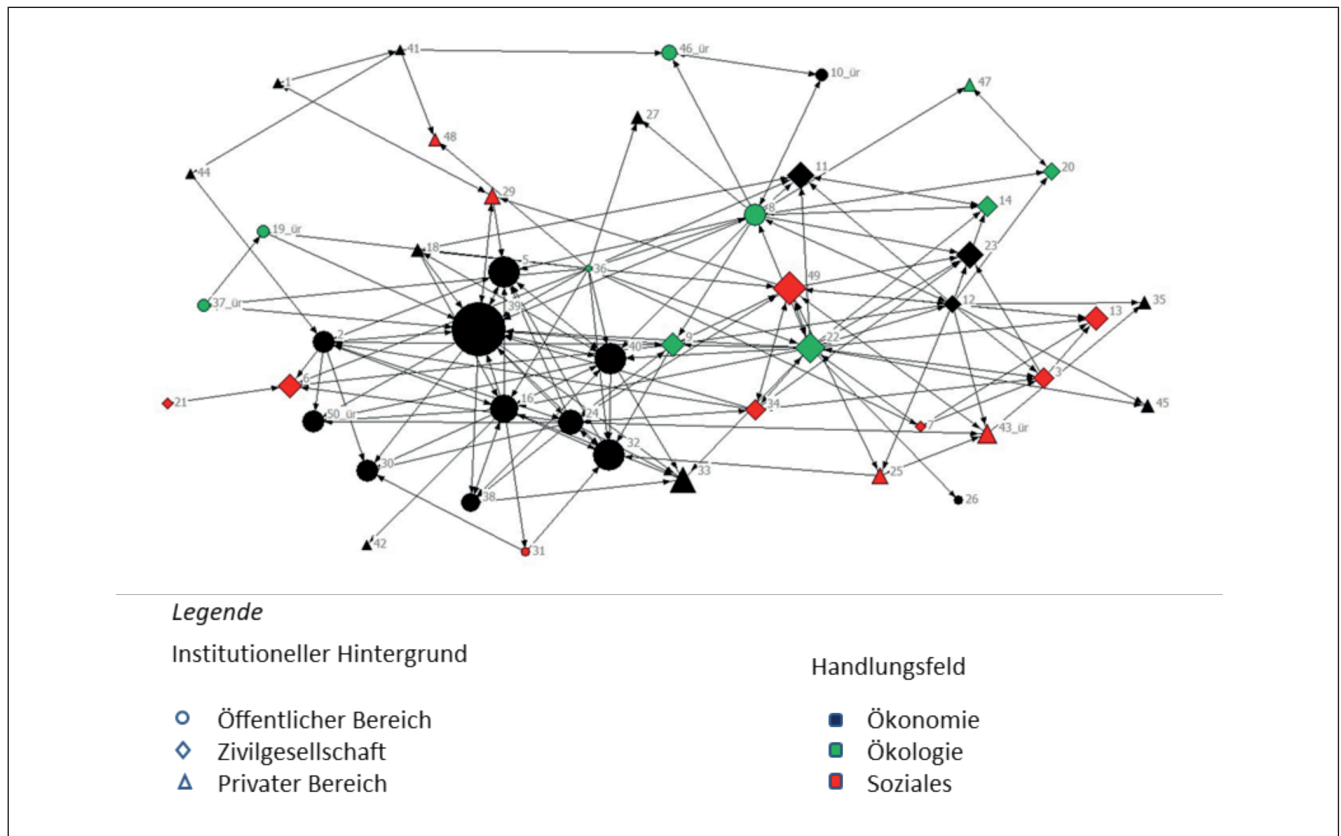 41
46_ür
10_ür
1
47
27
48
11
20
44
29
14
8
19_ür
18
23
5
36
49
37_ür
39
12
35
13
2
9
22
40
6
3
21
16
34
45
50_ür
24
7
43_ür
32
30
33
25
38
26
42
31
Legende
Institutioneller Hintergrund
Handlungsfeld
Öffentlicher Bereich
Ökonomie
Zivilgesellschaft
Ökologie
Privater Bereich
Soziales